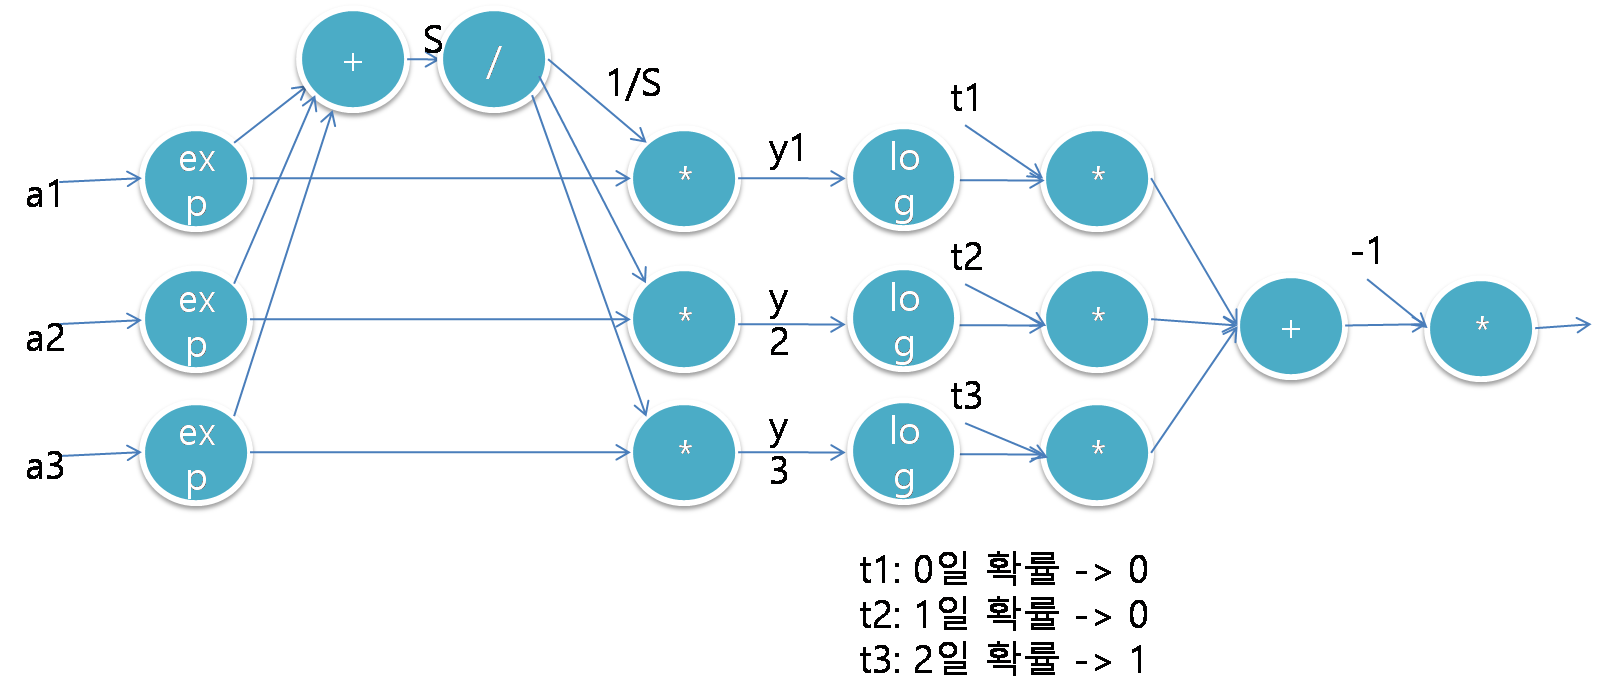 +
S
/
1/S
a1
ex
p
*
y1
lo
g
t1
*
a2
ex
p
*
y
2
lo
g
t2
*
+
-1
*
a3
ex
p
*
y
3
lo
g
t3
*
t1: 0일 확률 -> 0
t2: 1일 확률 -> 0
t3: 2일 확률 -> 1